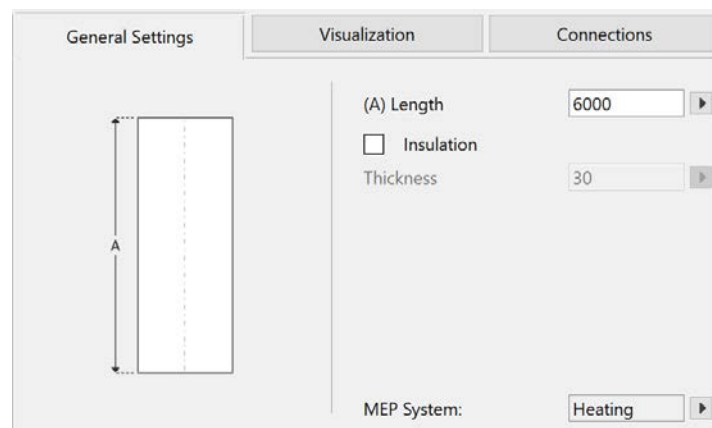 General Settings
Visualization
Connections
(A) Length 6000
Insulation
Thickness 30
A
MEP System: Heating